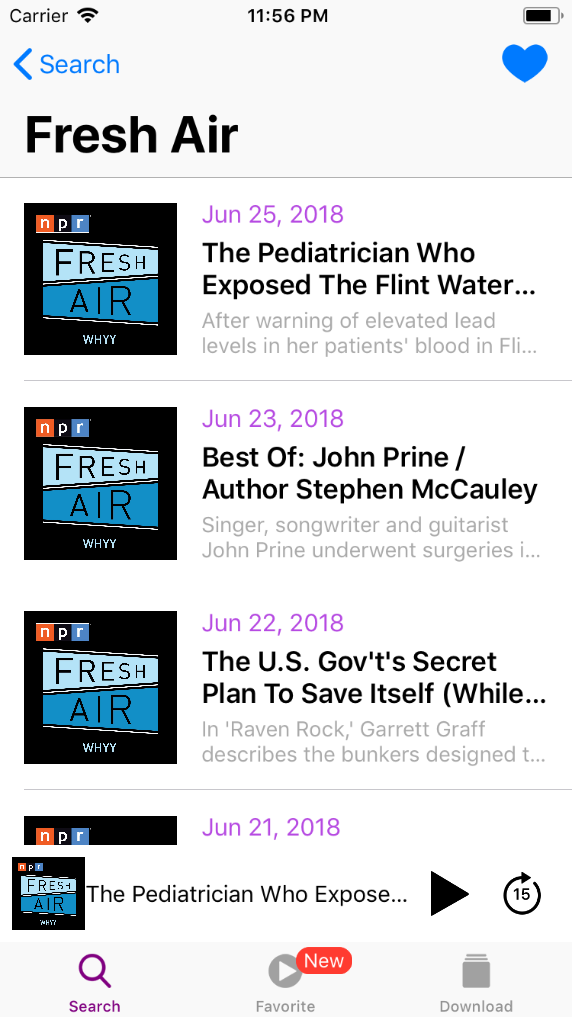 Carrier 11:56 PM
Search
Fresh Air
npr
FRESH
AIR
WHYY
Jun 25, 2018
The Pediatrician Who
Exposed The Flint Water...
After warning of elevated lead
levels in her patients' blood in Fli...
npr
FRESH
AIR
WHYY
Jun 23, 2018
Best Of: John Prine /
Author Stephen McCauley
Singer, songwriter and guitarist
John Prine underwent surgeries i...
npr
FRESH
AIR
WHYY
Jun 22, 2018
The U.S. Gov't's Secret
Plan To Save Itself (While...
In 'Raven Rock,' Garrett Graff
describes the bunkers designed t...
npr
Jun 21, 2018
npr
FRESH
AIR
WHYY
The Pediatrician Who Expose...
15
New
Search Favorite Download